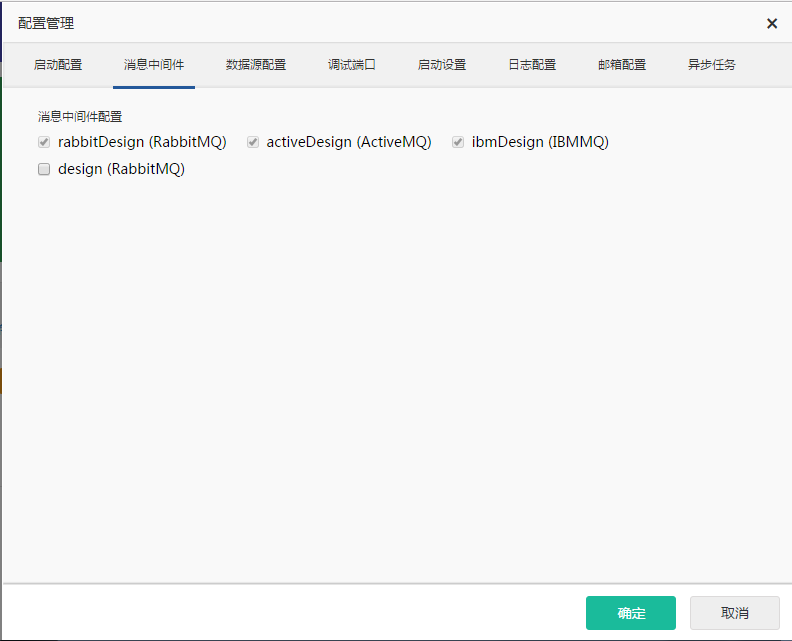 配置管理
启动配置 消息中间件 数据源配置 调试端口 启动设置 日志配置 邮箱配置 异步任务
消息中间件配置
rabbitDesign (RabbitMQ) activeDesign (ActiveMQ) ibmDesign (IBMMQ)
design (RabbitMQ)
确定 取消